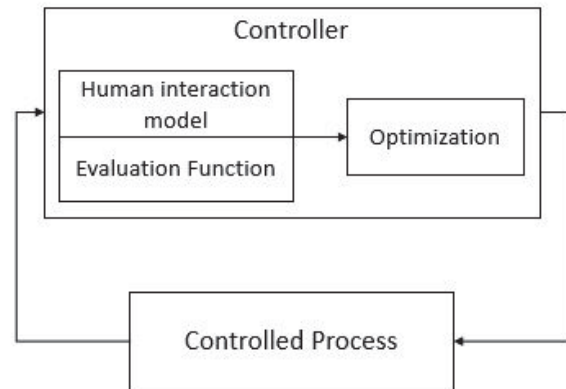 Controller
Human interaction
model
Evaluation Function
Optimization
Controlled Process